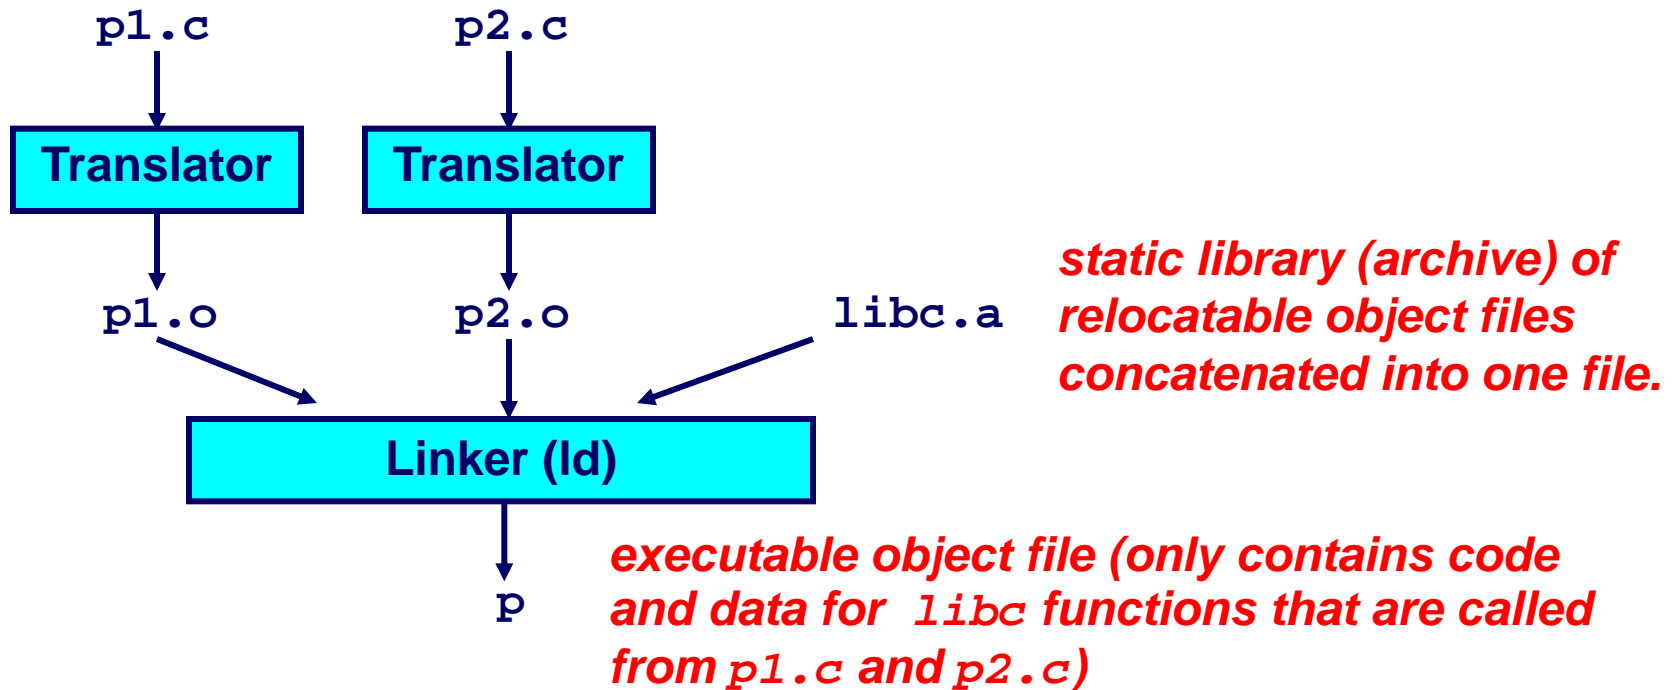 p1.c
p2.c
Translator
Translator
p1.o
p2.o
libc.a
static library (archive) of
relocatable object files
concatenated into one file.
Linker (ld)
p
executable object file (only contains code
and data for libc functions that are called
from p1.c and p2.c)